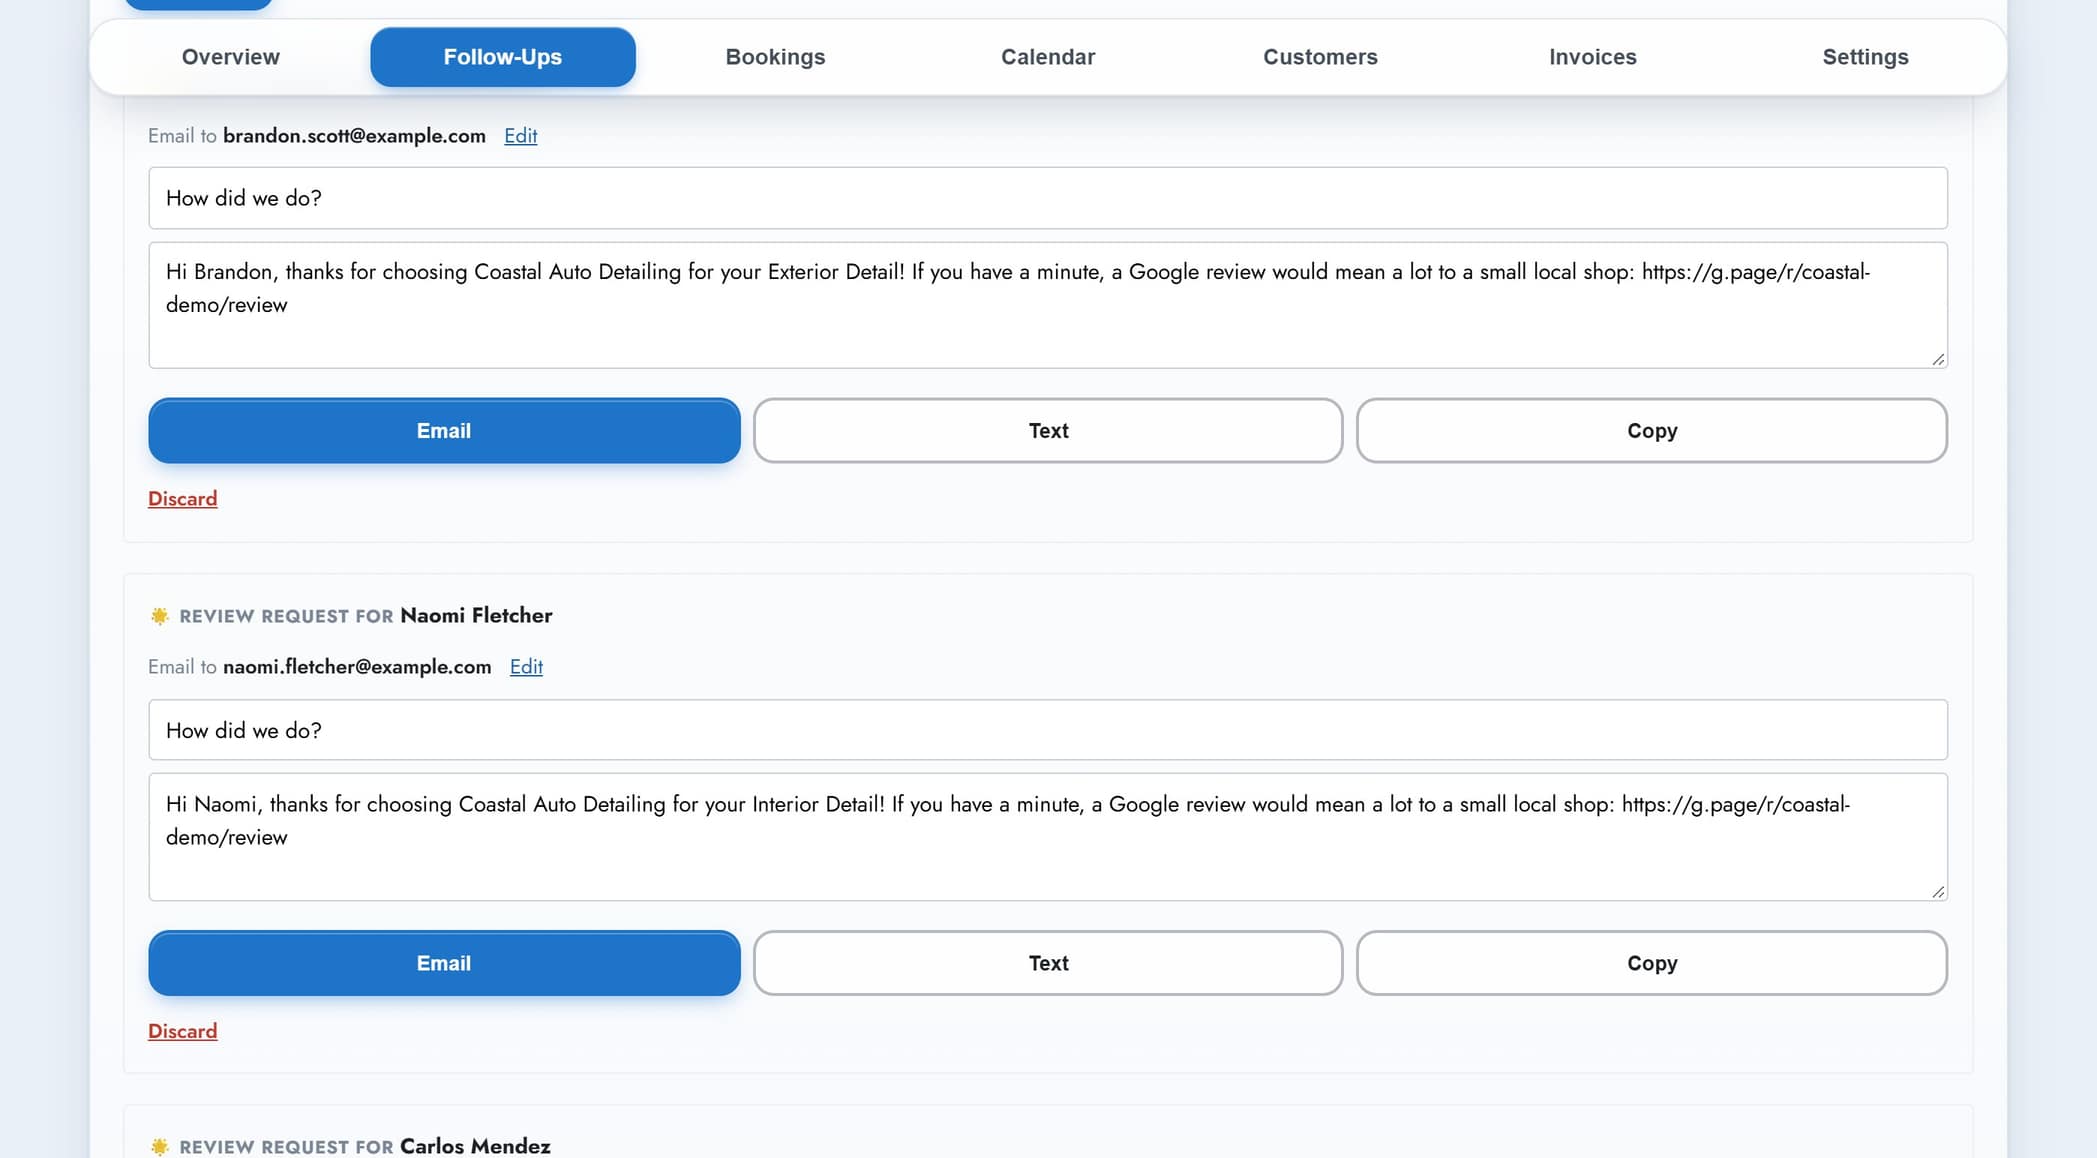 Overview Follow-Ups Bookings Calendar Customers Invoices Settings
Email to brandon.scott@example.com Edit
How did we do?
Hi Brandon, thanks for choosing Coastal Auto Detailing for your Exterior Detail! If you have a minute, a Google review would mean a lot to a small local shop: https://g.page/r/coastal-
demo/review
Email Text Copy
Discard
REVIEW REQUEST FOR Naomi Fletcher
Email to naomi.fletcher@example.com Edit
How did we do?
Hi Naomi, thanks for choosing Coastal Auto Detailing for your Interior Detail! If you have a minute, a Google review would mean a lot to a small local shop: https://g.page/r/coastal-
demo/review
Email Text Copy
Discard
REVIEW REQUEST FOR Carlos Mendez